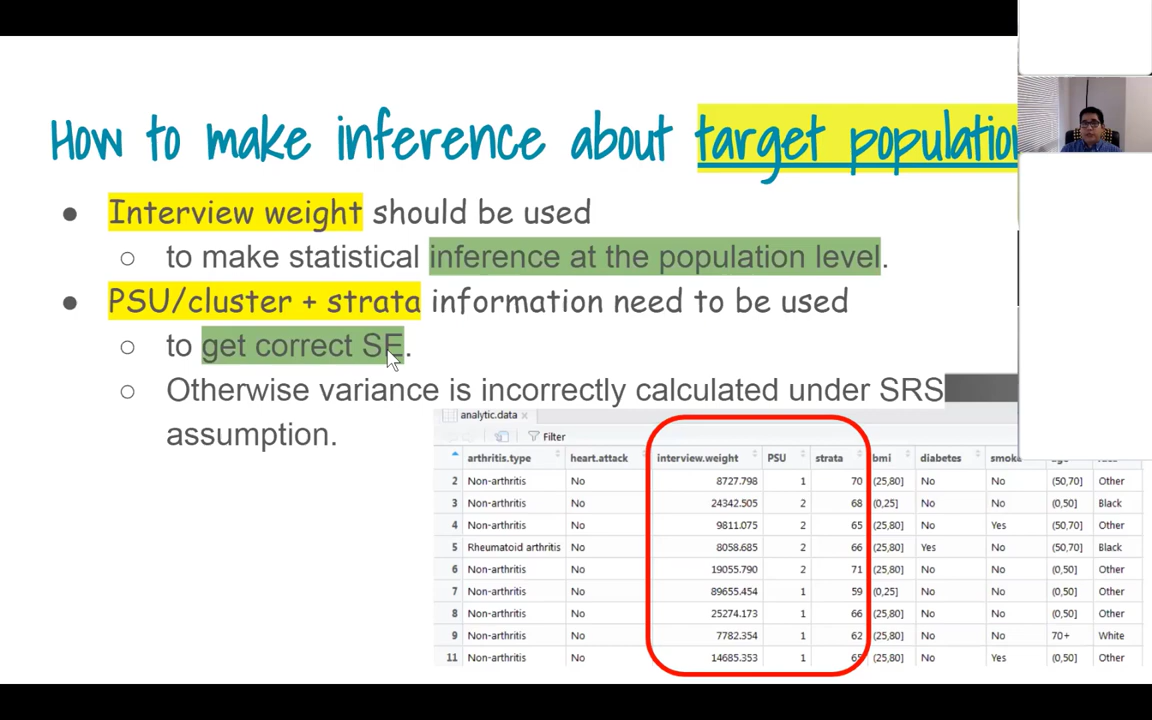 How to make inference about target population
● Interview weight should be used
○ to make statistical inference at the population level.
● PSU/cluster + strata information need to be used
○ to get correct SE.
○ Otherwise variance is incorrectly calculated under SRS
assumption.
analytic.data
Filter
arthritis.type heart.attack interview.weight PSU strata bmi diabetes smoke
2 Non-arthritis No 8727.798 1 70 (25,80] No No (50,70] Other
3 Non-arthritis No 24342.505 2 68 (0,25] No No (0,50] Black
4 Non-arthritis No 9811.075 2 65 (25,80] No Yes (50,70] Other
5 Rheumatoid arthritis No 8058.685 2 66 (25,80] Yes No (50,70] Black
6 Non-arthritis No 19055.790 2 71 (25,80] No No (0,50] Other
7 Non-arthritis No 89655.454 1 59 (0,25] No No (0,50] Other
8 Non-arthritis No 25274.173 1 66 (25,80] No No (0,50] Other
9 Non-arthritis No 7782.354 1 62 (25,80] No No 70+ White
11 Non-arthritis No 14685.353 1 65 (25,80] No Yes (0,50] Other